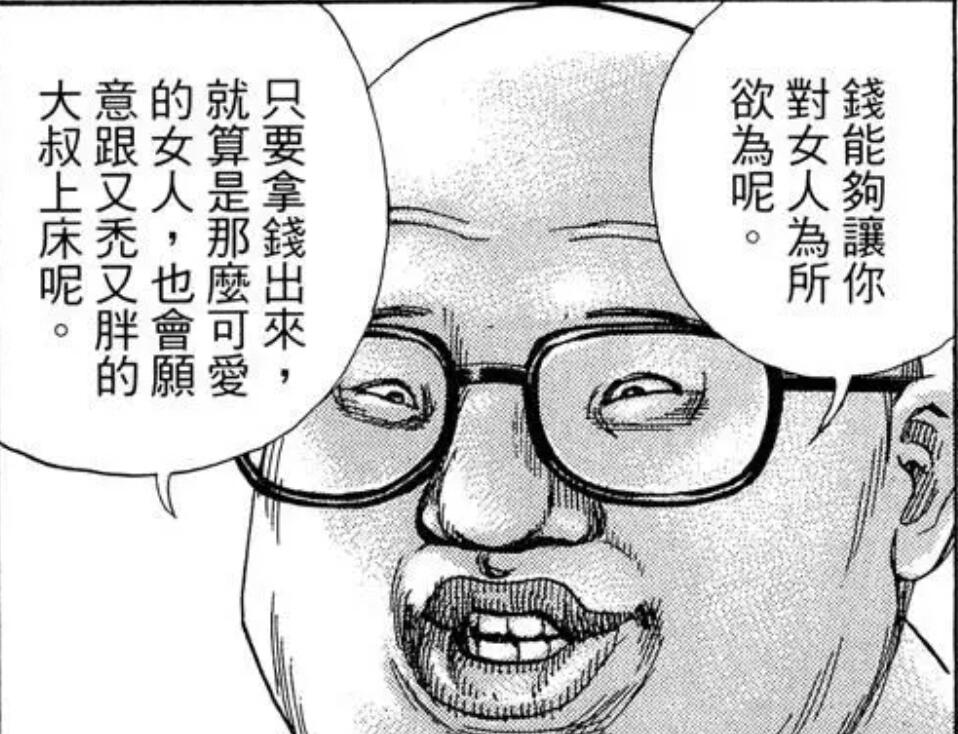 錢能夠讓你
對女人為所
欲為呢。
只要拿錢出來，
就算是那麼可愛
的女人，也會願
意跟又禿又胖的
大叔上床呢。